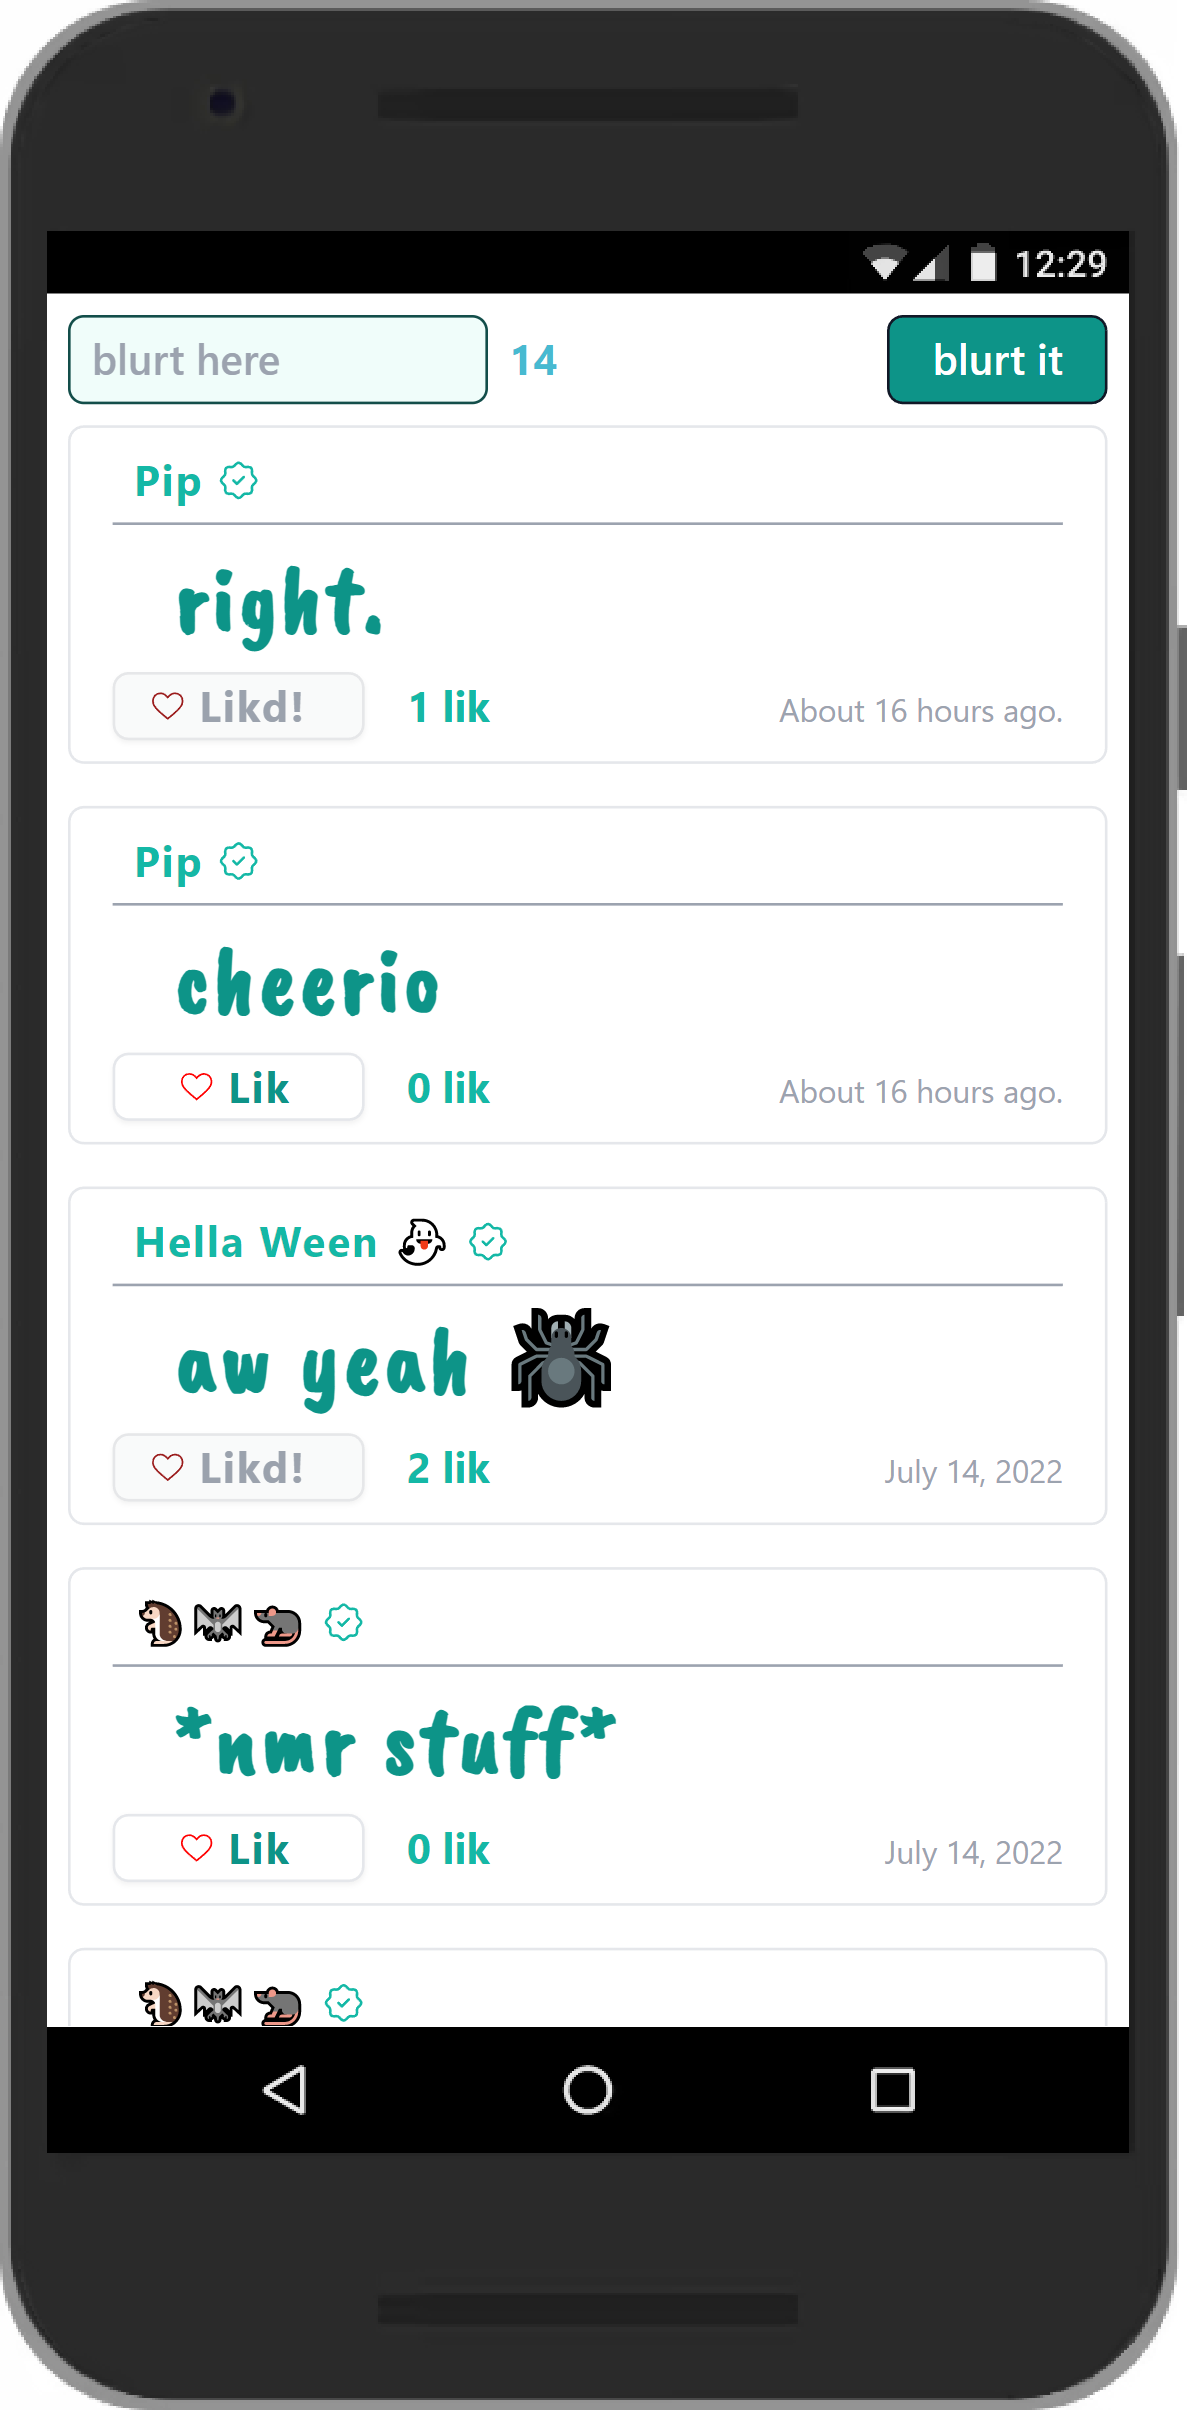 12:29
blurt here 14 blurt it
Pip
right.
Likd! 1 lik About 16 hours ago.
Pip
cheerio
Lik 0 lik About 16 hours ago.
Hella Ween 👻
aw yeah 🕷️
Likd! 2 lik July 14, 2022
🦔🦇🐀
*nmr stuff*
Lik 0 lik July 14, 2022
🦔🦇🐀